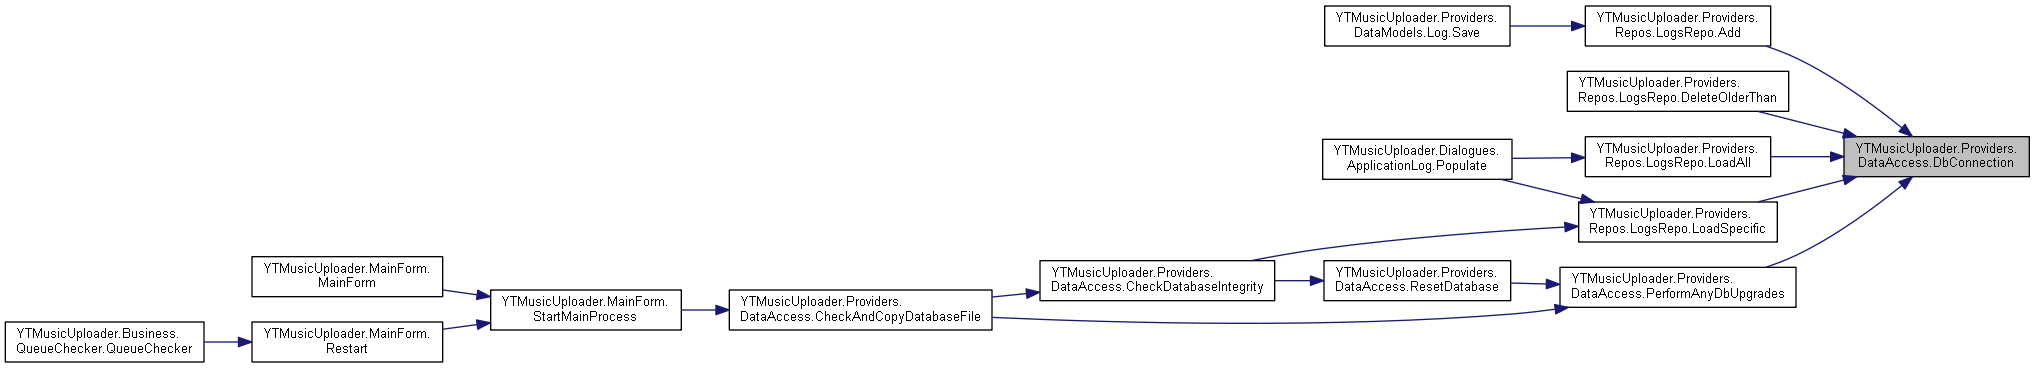 YTMusicUploader.Providers.
DataModels.Log.Save
YTMusicUploader.Providers.
Repos.LogsRepo.Add
YTMusicUploader.Providers.
Repos.LogsRepo.DeleteOlderThan
YTMusicUploader.Dialogues.
ApplicationLog.Populate
YTMusicUploader.Providers.
Repos.LogsRepo.LoadAll
YTMusicUploader.Providers.
DataAccess.DbConnection
YTMusicUploader.Providers.
Repos.LogsRepo.LoadSpecific
YTMusicUploader.MainForm.
MainForm
YTMusicUploader.Providers.
DataAccess.CheckDatabaseIntegrity
YTMusicUploader.Providers.
DataAccess.ResetDatabase
YTMusicUploader.Providers.
DataAccess.PerformAnyDbUpgrades
YTMusicUploader.MainForm.
StartMainProcess
YTMusicUploader.Providers.
DataAccess.CheckAndCopyDatabaseFile
YTMusicUploader.Business.
QueueChecker.QueueChecker
YTMusicUploader.MainForm.
Restart